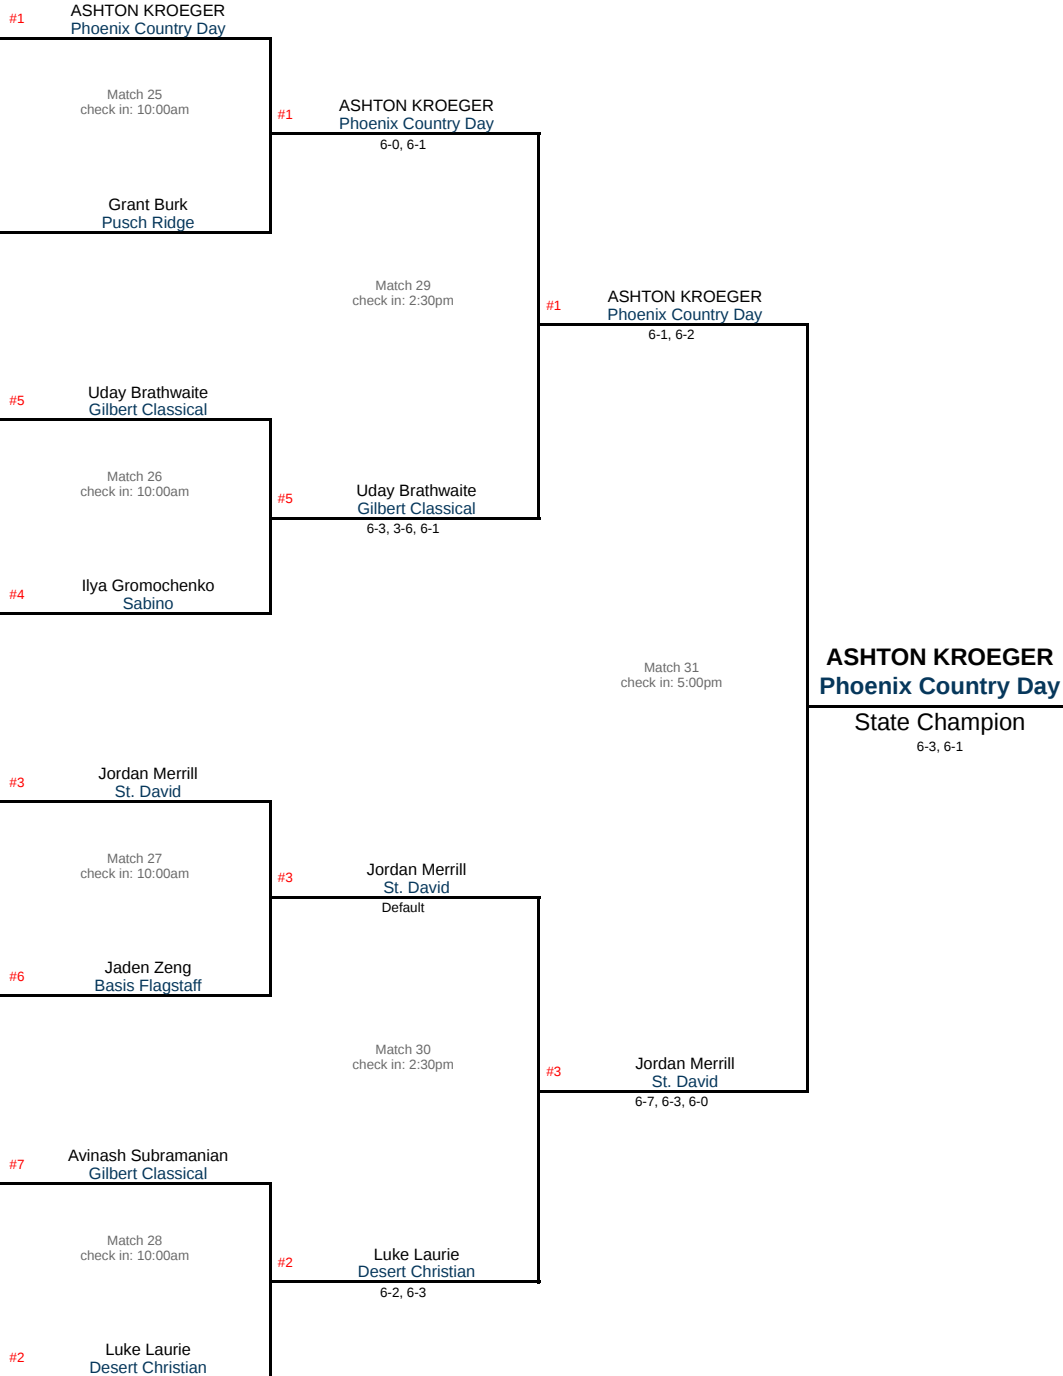 #1
ASHTON KROEGER
Phoenix Country Day
Match 25
check in: 10:00am
#1
ASHTON KROEGER
Phoenix Country Day
6-0, 6-1
Grant Burk
Pusch Ridge
Match 29
check in: 2:30pm
#1
ASHTON KROEGER
Phoenix Country Day
6-1, 6-2
#5
Uday Brathwaite
Gilbert Classical
Match 26
check in: 10:00am
#5
Uday Brathwaite
Gilbert Classical
6-3, 3-6, 6-1
#4
Ilya Gromochenko
Sabino
Match 31
check in: 5:00pm
ASHTON KROEGER
Phoenix Country Day
State Champion
6-3, 6-1
#3
Jordan Merrill
St. David
Match 27
check in: 10:00am
#3
Jordan Merrill
St. David
Default
#6
Jaden Zeng
Basis Flagstaff
Match 30
check in: 2:30pm
#3
Jordan Merrill
St. David
6-7, 6-3, 6-0
#7
Avinash Subramanian
Gilbert Classical
Match 28
check in: 10:00am
#2
Luke Laurie
Desert Christian
6-2, 6-3
#2
Luke Laurie
Desert Christian